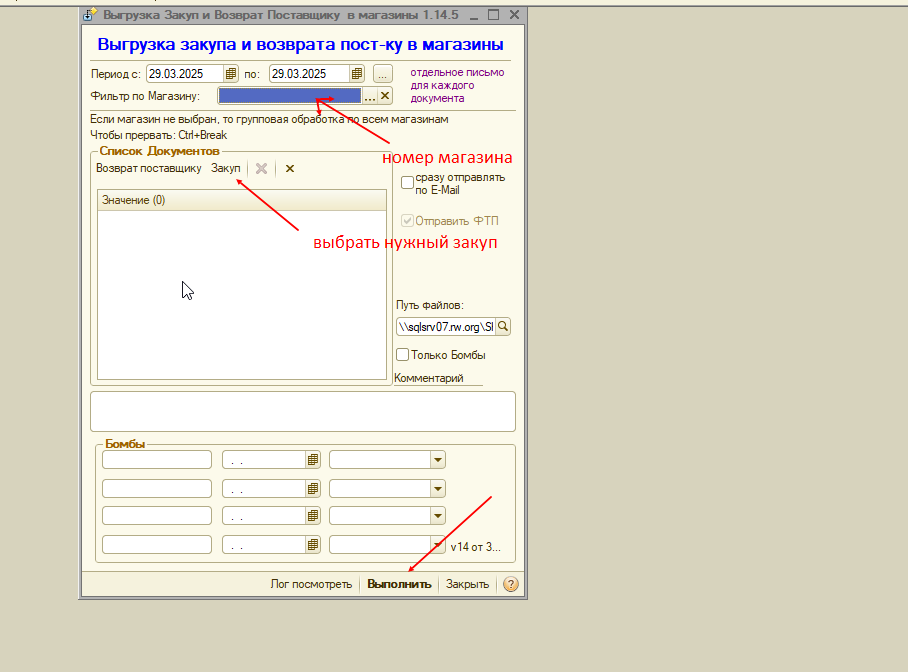 Выгрузка Закуп и Возврат Поставщику в магазины 1.14.5
Выгрузка закупа и возврата пост-ку в магазины
Период с: 29.03.2025 по: 29.03.2025 ...
отдельное письмо
для каждого
документа
Фильтр по Магазину: ...
Если магазин не выбран, то групповая обработка по всем магазинам
Чтобы прервать: Ctrl+Break
номер магазина
Список Документов
Возврат поставщику Закуп
сразу отправлять
по E-Mail
Значение (0)
Отправить ФТП
выбрать нужный закуп
Путь файлов:
\\sqlsrv07.rw.org\SI
Только Бомбы
Комментарий
Бомбы
. .
. .
. .
. . v14 от 3...
Лог посмотреть Выполнить Закрыть ?